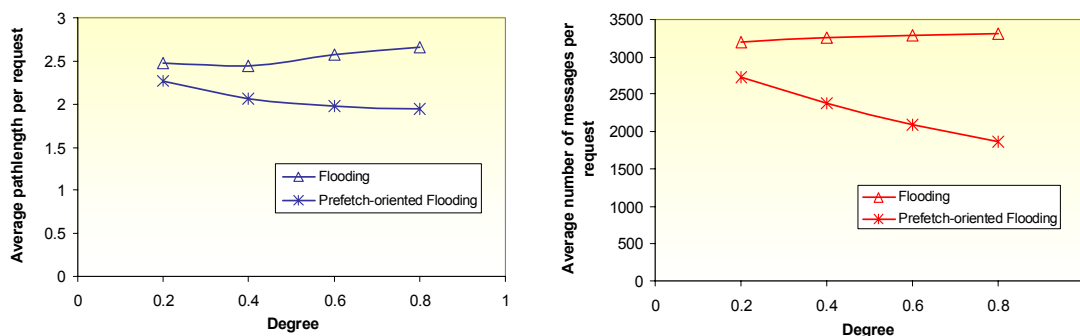 Average pathlength per request
3
2.5
2
1.5
1
0.5
0
0
0.2
0.4
0.6
0.8
1
Degree
Flooding
Prefetch-oriented Flooding
Average number of messages per
request
3500
3000
2500
2000
1500
1000
500
0
0
0.2
0.4
0.6
0.8
Degree
Flooding
Prefetch-oriented Flooding